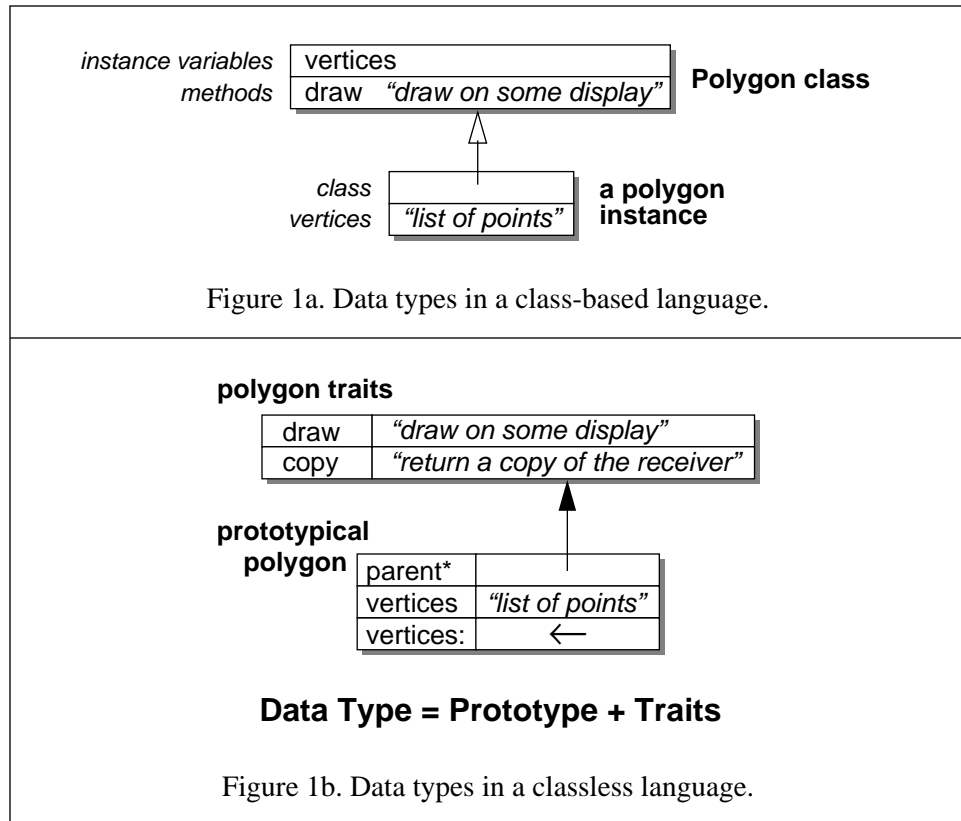 instance variables vertices
methods draw “draw on some display” Polygon class
class a polygon
vertices “list of points” instance
Figure 1a. Data types in a class-based language.
polygon traits
draw “draw on some display”
copy “return a copy of the receiver”
prototypical
polygon
parent*
vertices “list of points”
vertices: ←
Data Type = Prototype + Traits
Figure 1b. Data types in a classless language.